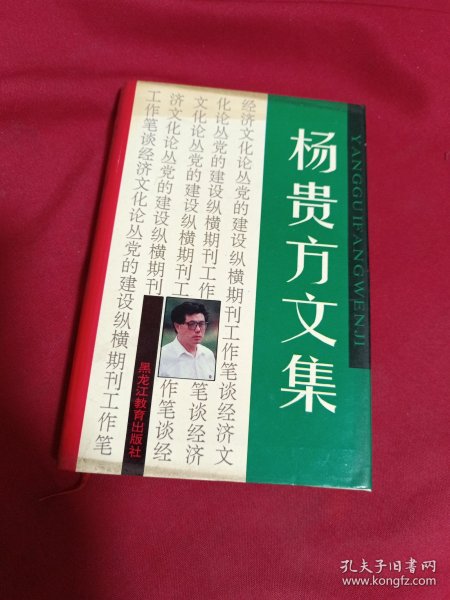 杨贵方文集
YANGGUIFANGWENJI
经济文化论丛党的建设纵横期刊工作笔谈经济文
化论丛党的建设纵横期刊工作
笔谈经济
文化论丛党的建设纵横期刊工
济文化论丛党的建设纵横期刊
作笔谈经
工作笔谈经济文化论丛党的建设纵横期刊工作笔
黑龙江教育出版社
孔夫子旧书网
www.kongfz.com